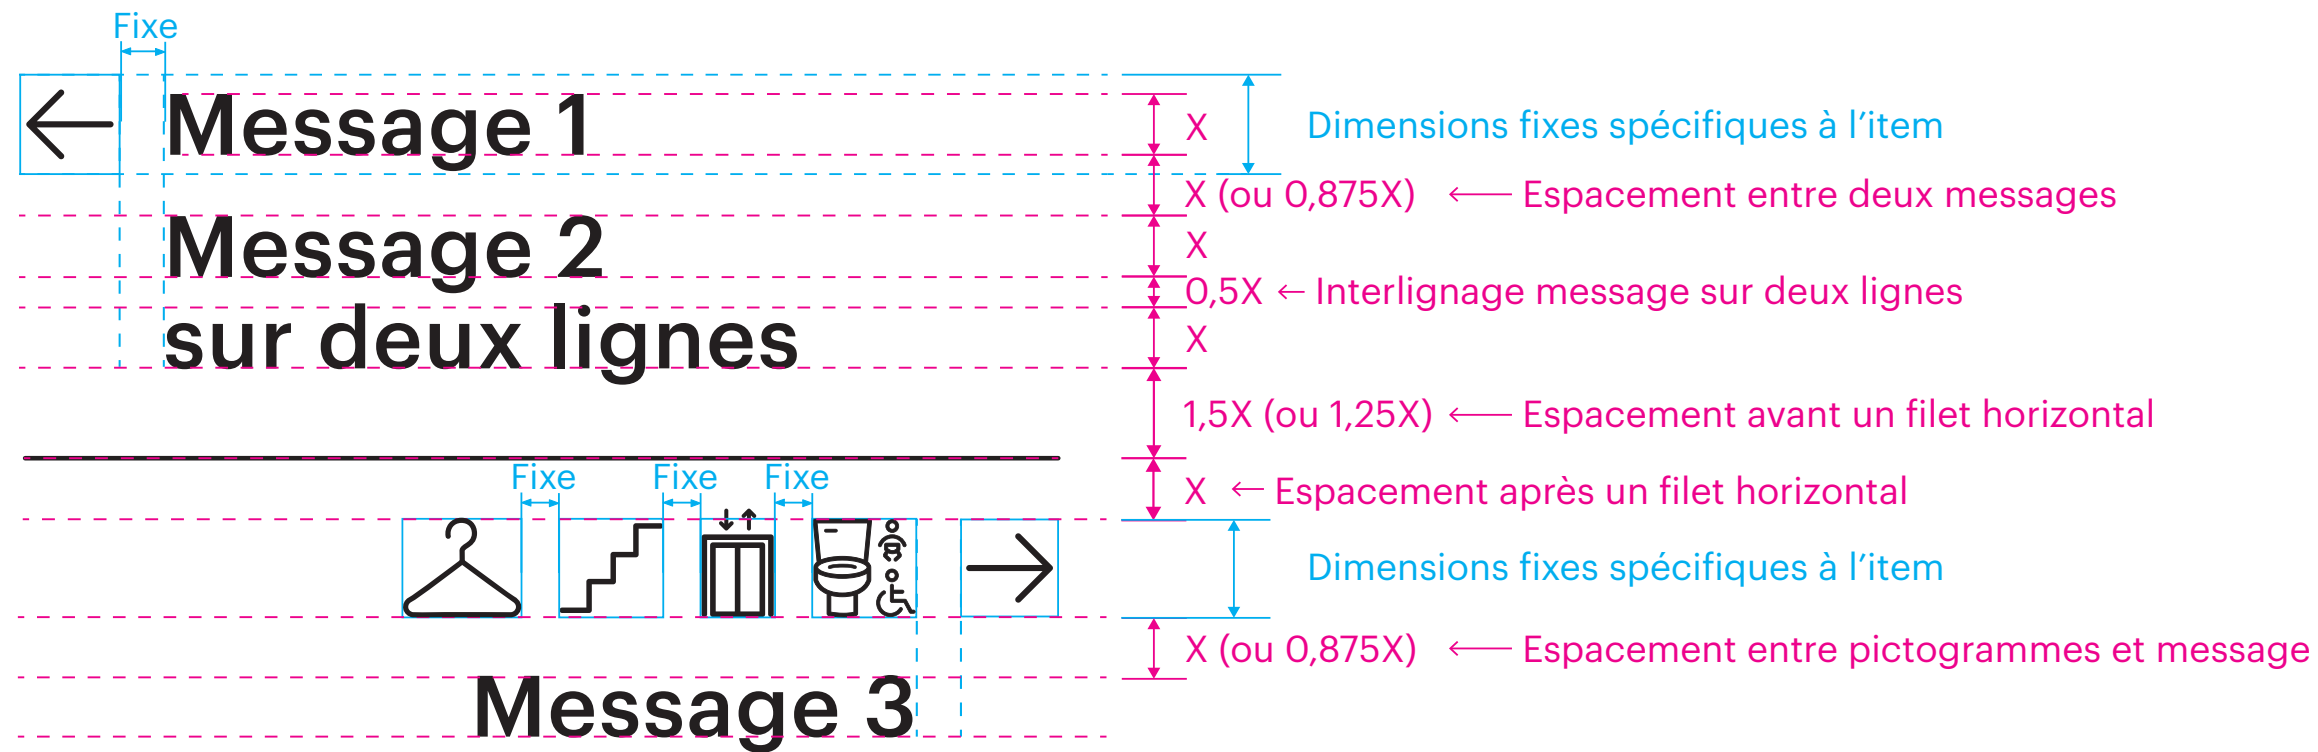 Fixe
Message 1
X
Dimensions fixes spécifiques à l’item
X (ou 0,875X) ← Espacement entre deux messages
Message 2
X
0,5X ← Interlignage message sur deux lignes
sur deux lignes
X
1,5X (ou 1,25X) ← Espacement avant un filet horizontal
Fixe Fixe Fixe
X ← Espacement après un filet horizontal
Dimensions fixes spécifiques à l’item
X (ou 0,875X) ← Espacement entre pictogrammes et message
Message 3